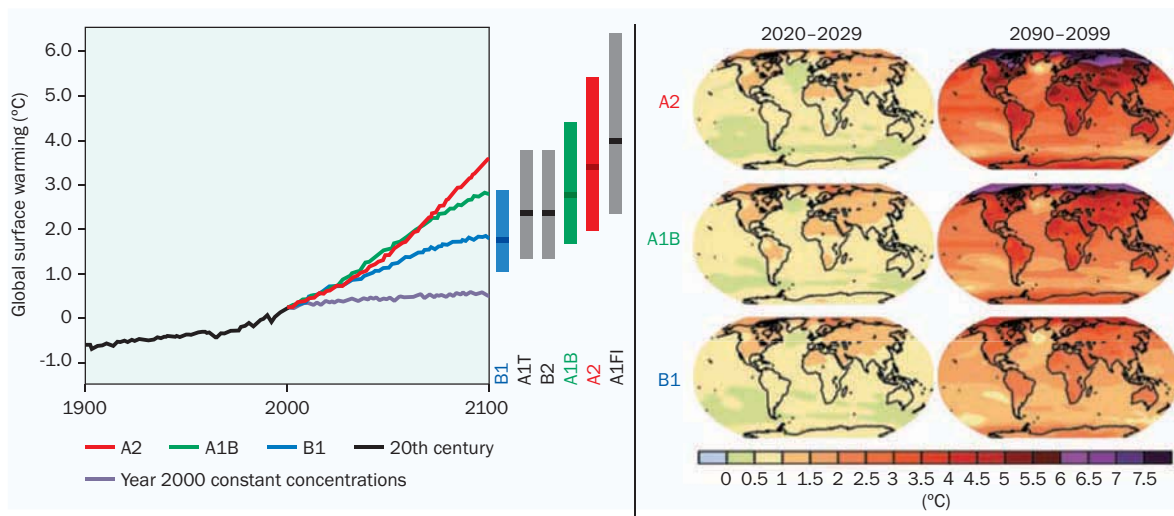 Global surface warming (°C)
6.0
5.0
4.0
3.0
2.0
1.0
0
-1.0
1900
2000
2100
B1
A1T
B2
A1B
A2
A1FI
A2
A1B
B1
20th century
Year 2000 constant concentrations
2020–2029
2090–2099
A2
A1B
B1
0 0.5 1 1.5 2 2.5 3 3.5 4 4.5 5 5.5 6 6.5 7 7.5
(°C)